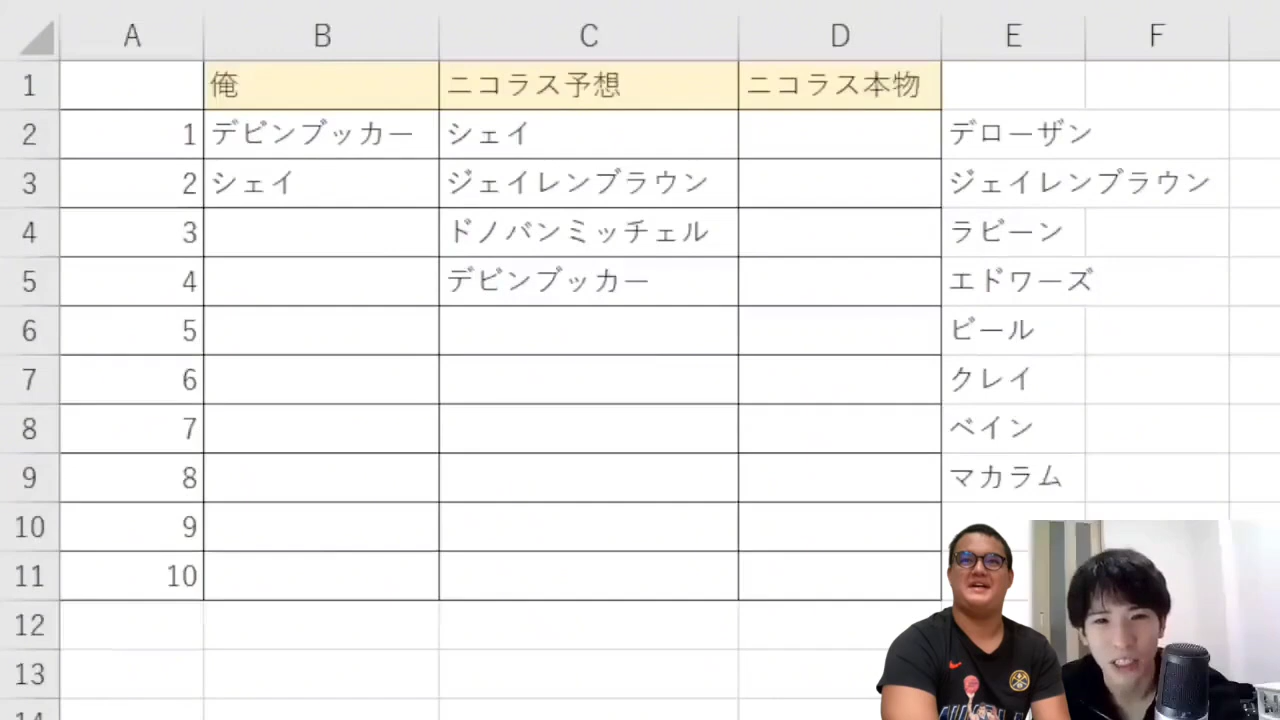 A B C D E F
1 俺 ニコラス予想 ニコラス本物
2 1 デビンブッカー シェイ デローザン
3 2 シェイ ジェイレンブラウン ジェイレンブラウン
4 3 ドノバンミッチェル ラビーン
5 4 デビンブッカー エドワーズ
6 5 ビール
7 6 クレイ
8 7 ベイン
9 8 マカラム
10 9
11 10
12
13